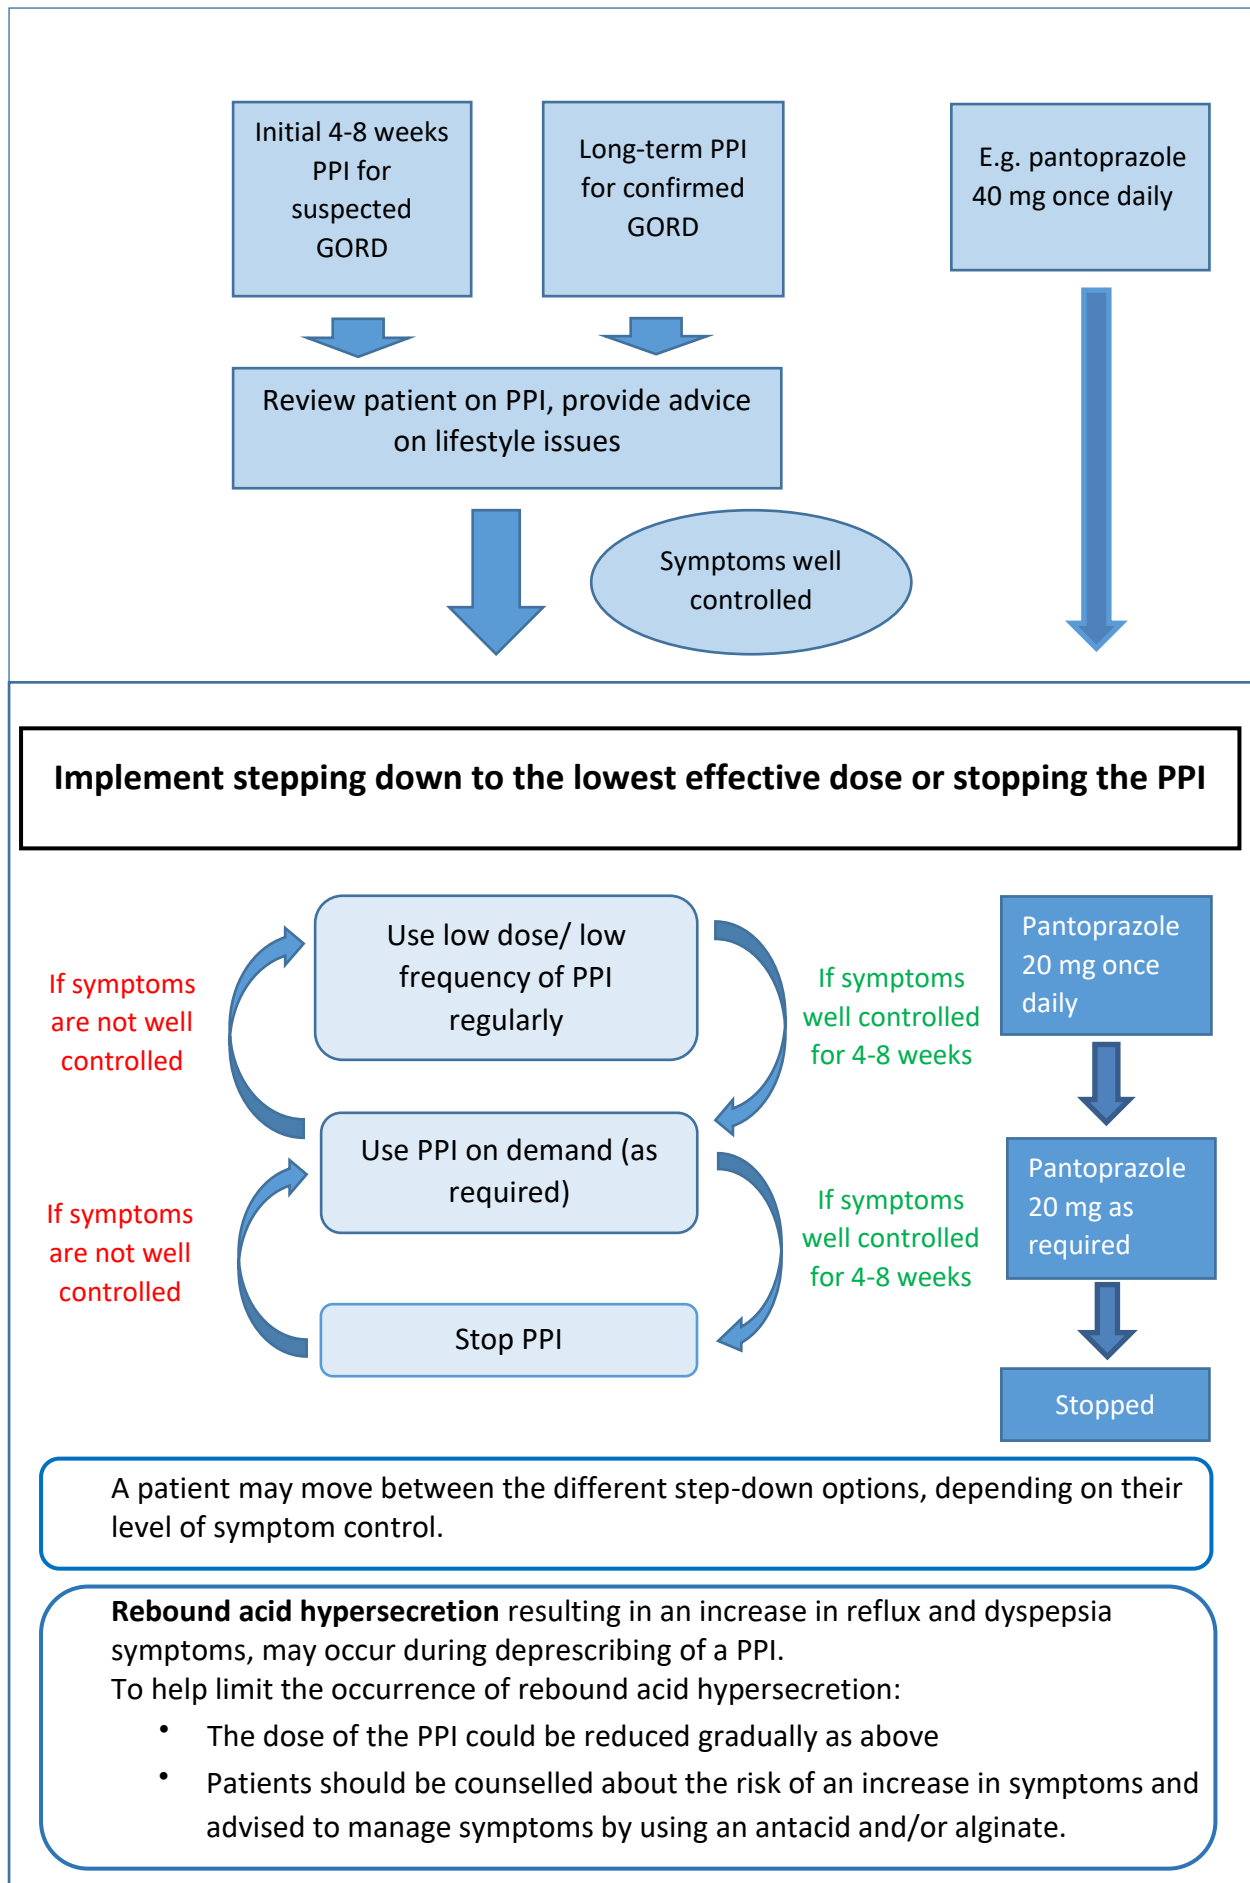 Initial 4-8 weeks
PPI for
suspected
GORD
Long-term PPI
for confirmed
GORD
E.g. pantoprazole
40 mg once daily
Review patient on PPI, provide advice
on lifestyle issues
Symptoms well
controlled
Implement stepping down to the lowest effective dose or stopping the PPI
If symptoms
are not well
controlled
Use low dose/ low
frequency of PPI
regularly
If symptoms
well controlled
for 4-8 weeks
Pantoprazole
20 mg once
daily
If symptoms
are not well
controlled
Use PPI on demand (as
required)
If symptoms
well controlled
for 4-8 weeks
Pantoprazole
20 mg as
required
Stop PPI
Stopped
A patient may move between the different step-down options, depending on their
level of symptom control.
Rebound acid hypersecretion resulting in an increase in reflux and dyspepsia
symptoms, may occur during deprescribing of a PPI.
To help limit the occurrence of rebound acid hypersecretion:
• The dose of the PPI could be reduced gradually as above
• Patients should be counselled about the risk of an increase in symptoms and
advised to manage symptoms by using an antacid and/or alginate.